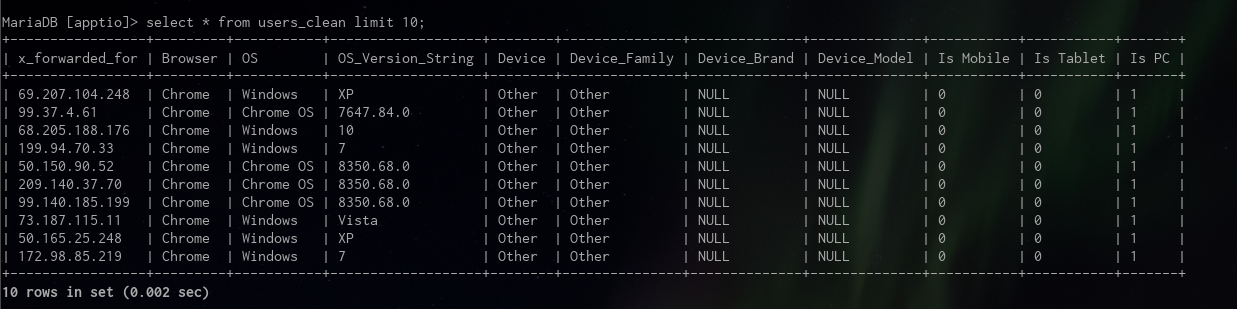 MariaDB [apptio]> select * from users_clean limit 10;
+-----------------+---------+-----------+-------------------+--------+---------------+--------------+--------------+-----------+-----------+-------+
| x_forwarded_for | Browser | OS        | OS_Version_String | Device | Device_Family | Device_Brand | Device_Model | Is Mobile | Is Tablet | Is PC |
+-----------------+---------+-----------+-------------------+--------+---------------+--------------+--------------+-----------+-----------+-------+
| 69.207.104.248  | Chrome  | Windows   | XP                | Other  | Other         | NULL         | NULL         | 0         | 0         | 1     |
| 99.37.4.61      | Chrome  | Chrome OS | 7647.84.0         | Other  | Other         | NULL         | NULL         | 0         | 0         | 1     |
| 68.205.188.176  | Chrome  | Windows   | 10                | Other  | Other         | NULL         | NULL         | 0         | 0         | 1     |
| 199.94.70.33    | Chrome  | Windows   | 7                 | Other  | Other         | NULL         | NULL         | 0         | 0         | 1     |
| 50.150.90.52    | Chrome  | Chrome OS | 8350.68.0         | Other  | Other         | NULL         | NULL         | 0         | 0         | 1     |
| 209.140.37.70   | Chrome  | Chrome OS | 8350.68.0         | Other  | Other         | NULL         | NULL         | 0         | 0         | 1     |
| 99.140.185.199  | Chrome  | Chrome OS | 8350.68.0         | Other  | Other         | NULL         | NULL         | 0         | 0         | 1     |
| 73.187.115.11   | Chrome  | Windows   | Vista             | Other  | Other         | NULL         | NULL         | 0         | 0         | 1     |
| 50.165.25.248   | Chrome  | Windows   | XP                | Other  | Other         | NULL         | NULL         | 0         | 0         | 1     |
| 172.98.85.219   | Chrome  | Windows   | 7                 | Other  | Other         | NULL         | NULL         | 0         | 0         | 1     |
+-----------------+---------+-----------+-------------------+--------+---------------+--------------+--------------+-----------+-----------+-------+
10 rows in set (0.002 sec)